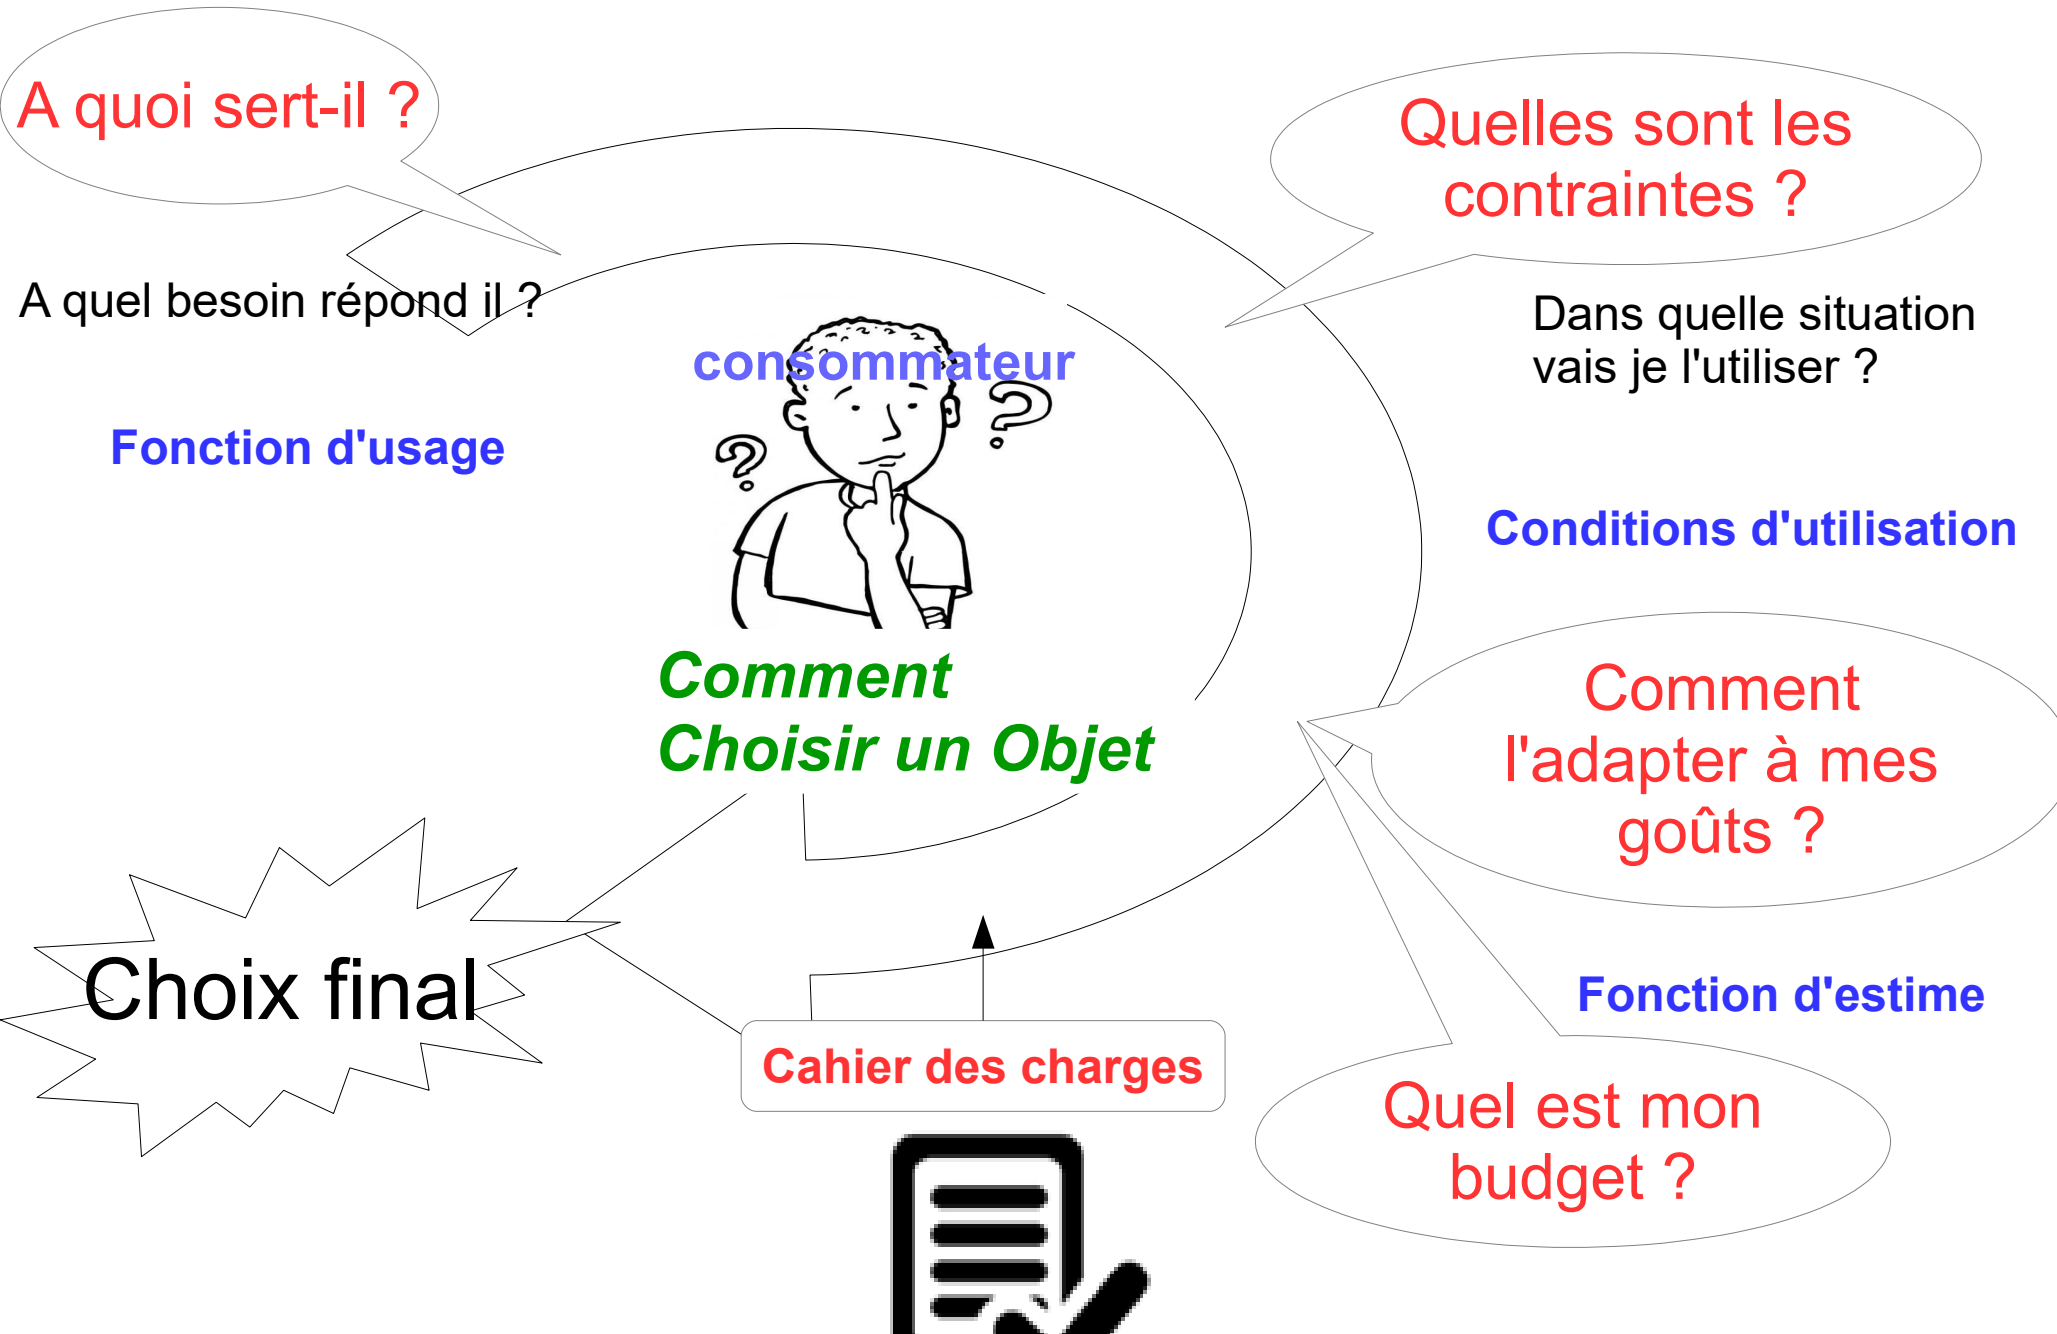 A quoi sert-il ?
A quel besoin répond il ?
Fonction d'usage
Quelles sont les
contraintes ?
Dans quelle situation
vais je l'utiliser ?
Conditions d'utilisation
consommateur
Comment
Choisir un Objet
Comment
l'adapter à mes
goûts ?
Fonction d'estime
Quel est mon
budget ?
Cahier des charges
Choix final